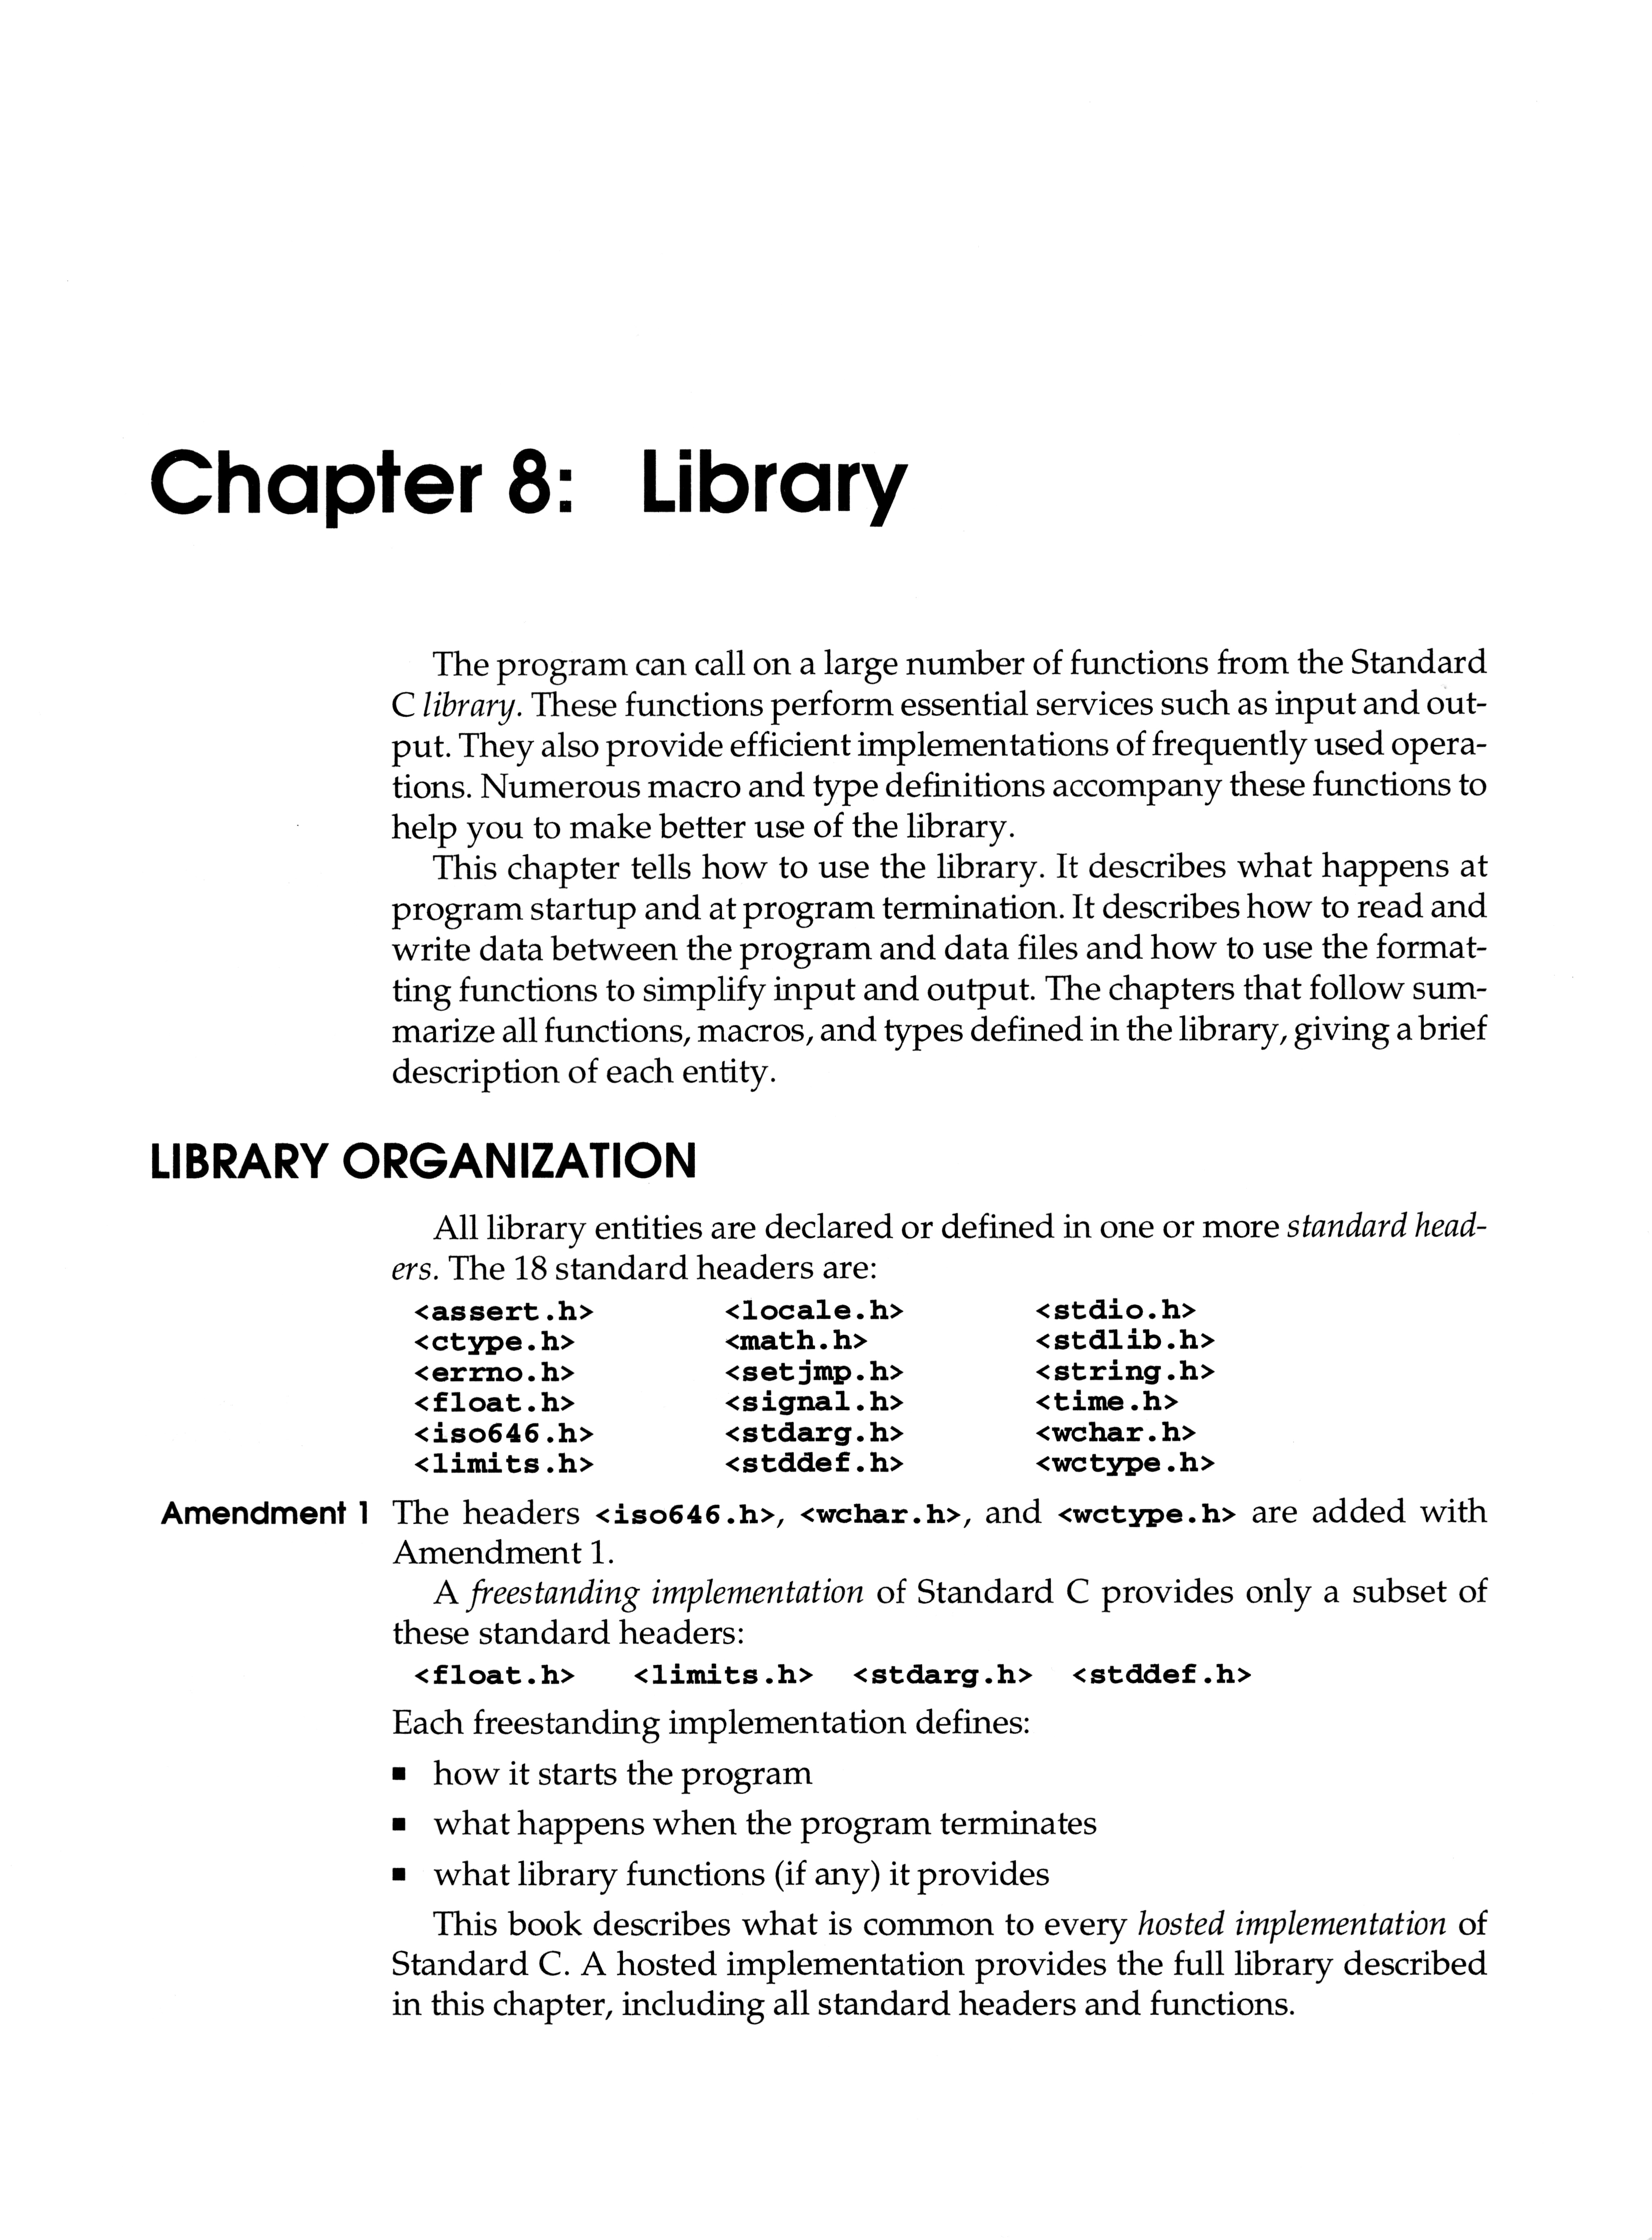 Chapter 8: Library
The program can call on a large number of functions from the Standard
C library. These functions perform essential services such as input and out-
put. They also provide efficient implementations of frequently used opera-
tions. Numerous macro and type definitions accompany these functions to
help you to make better use of the library.
This chapter tells how to use the library. It describes what happens at
program startup and at program termination. It describes how to read and
write data between the program and data files and how to use the format-
ting functions to simplify input and output. The chapters that follow sum-
marize all functions, macros, and types defined in the library, giving a brief
description of each entity.
LIBRARY ORGANIZATION
All library entities are declared or defined in one or more standard head-
ers. The 18 standard headers are:
<assert.h> <locale.h> <stdio.h>
<ctype.h> <math.h> <stdlib.h>
<errno.h> <setjmp.h> <string.h>
<float.h> <signal.h> <time.h>
<iso646.h> <stdarg.h> <wchar.h>
<limits.h> <stddef.h> <wctype.h>
Amendment 1 The headers <iso646.h>, <wchar.h>, and <wctype.h> are added with
Amendment 1.
A freestanding implementation of Standard C provides only a subset of
these standard headers:
<float.h> <limits.h> <stdarg.h> <stddef.h>
Each freestanding implementation defines:
▪ how it starts the program
▪ what happens when the program terminates
▪ what library functions (if any) it provides
This book describes what is common to every hosted implementation of
Standard C. A hosted implementation provides the full library described
in this chapter, including all standard headers and functions.